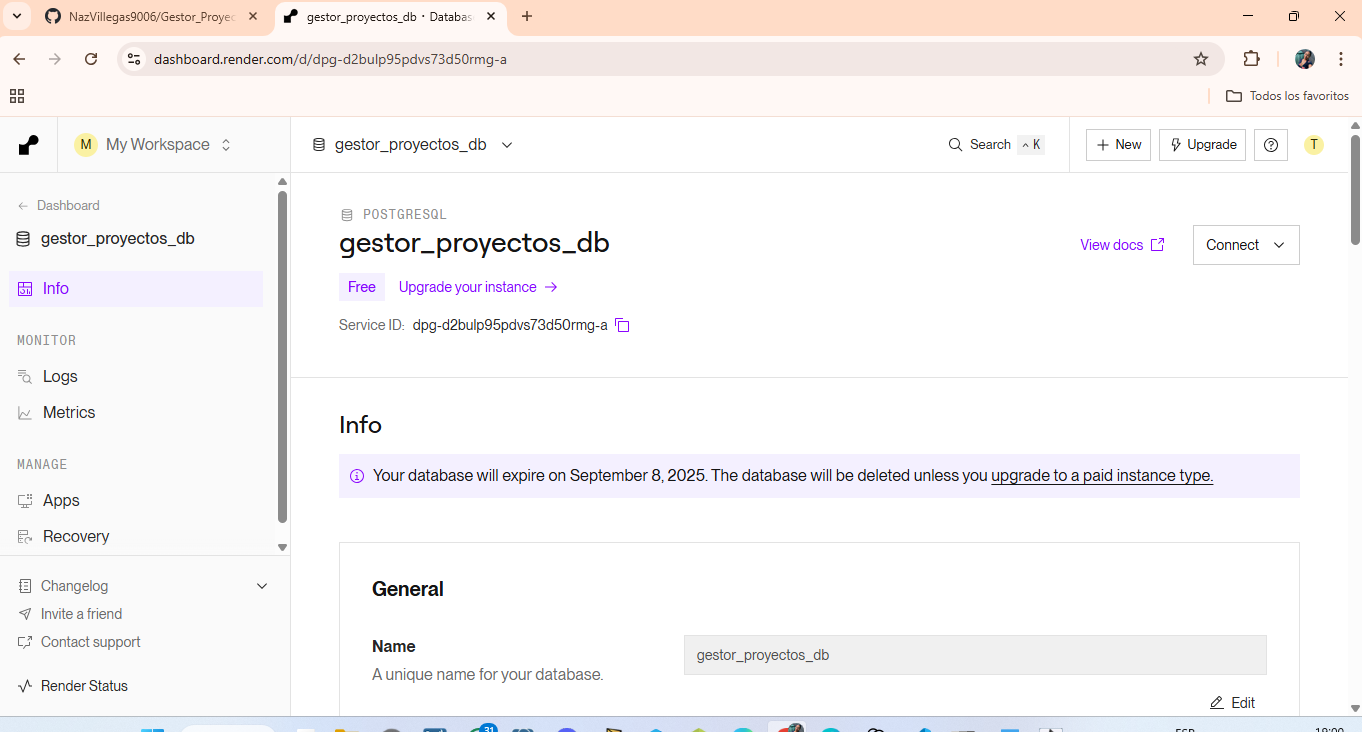 NazVillegas9006/Gestor_Proyec
gestor_proyectos_db · Databas
dashboard.render.com/d/dpg-d2bulp95pdvs73d50rmg-a
Todos los favoritos
M My Workspace
gestor_proyectos_db
Search ^ K
+ New
Upgrade
T
← Dashboard
gestor_proyectos_db
Info
MONITOR
Logs
Metrics
MANAGE
Apps
Recovery
Changelog
Invite a friend
Contact support
Render Status
POSTGRESQL
gestor_proyectos_db
View docs
Connect
Free
Upgrade your instance →
Service ID: dpg-d2bulp95pdvs73d50rmg-a
Info
Your database will expire on September 8, 2025. The database will be deleted unless you upgrade to a paid instance type.
General
Name
A unique name for your database.
gestor_proyectos_db
Edit
31